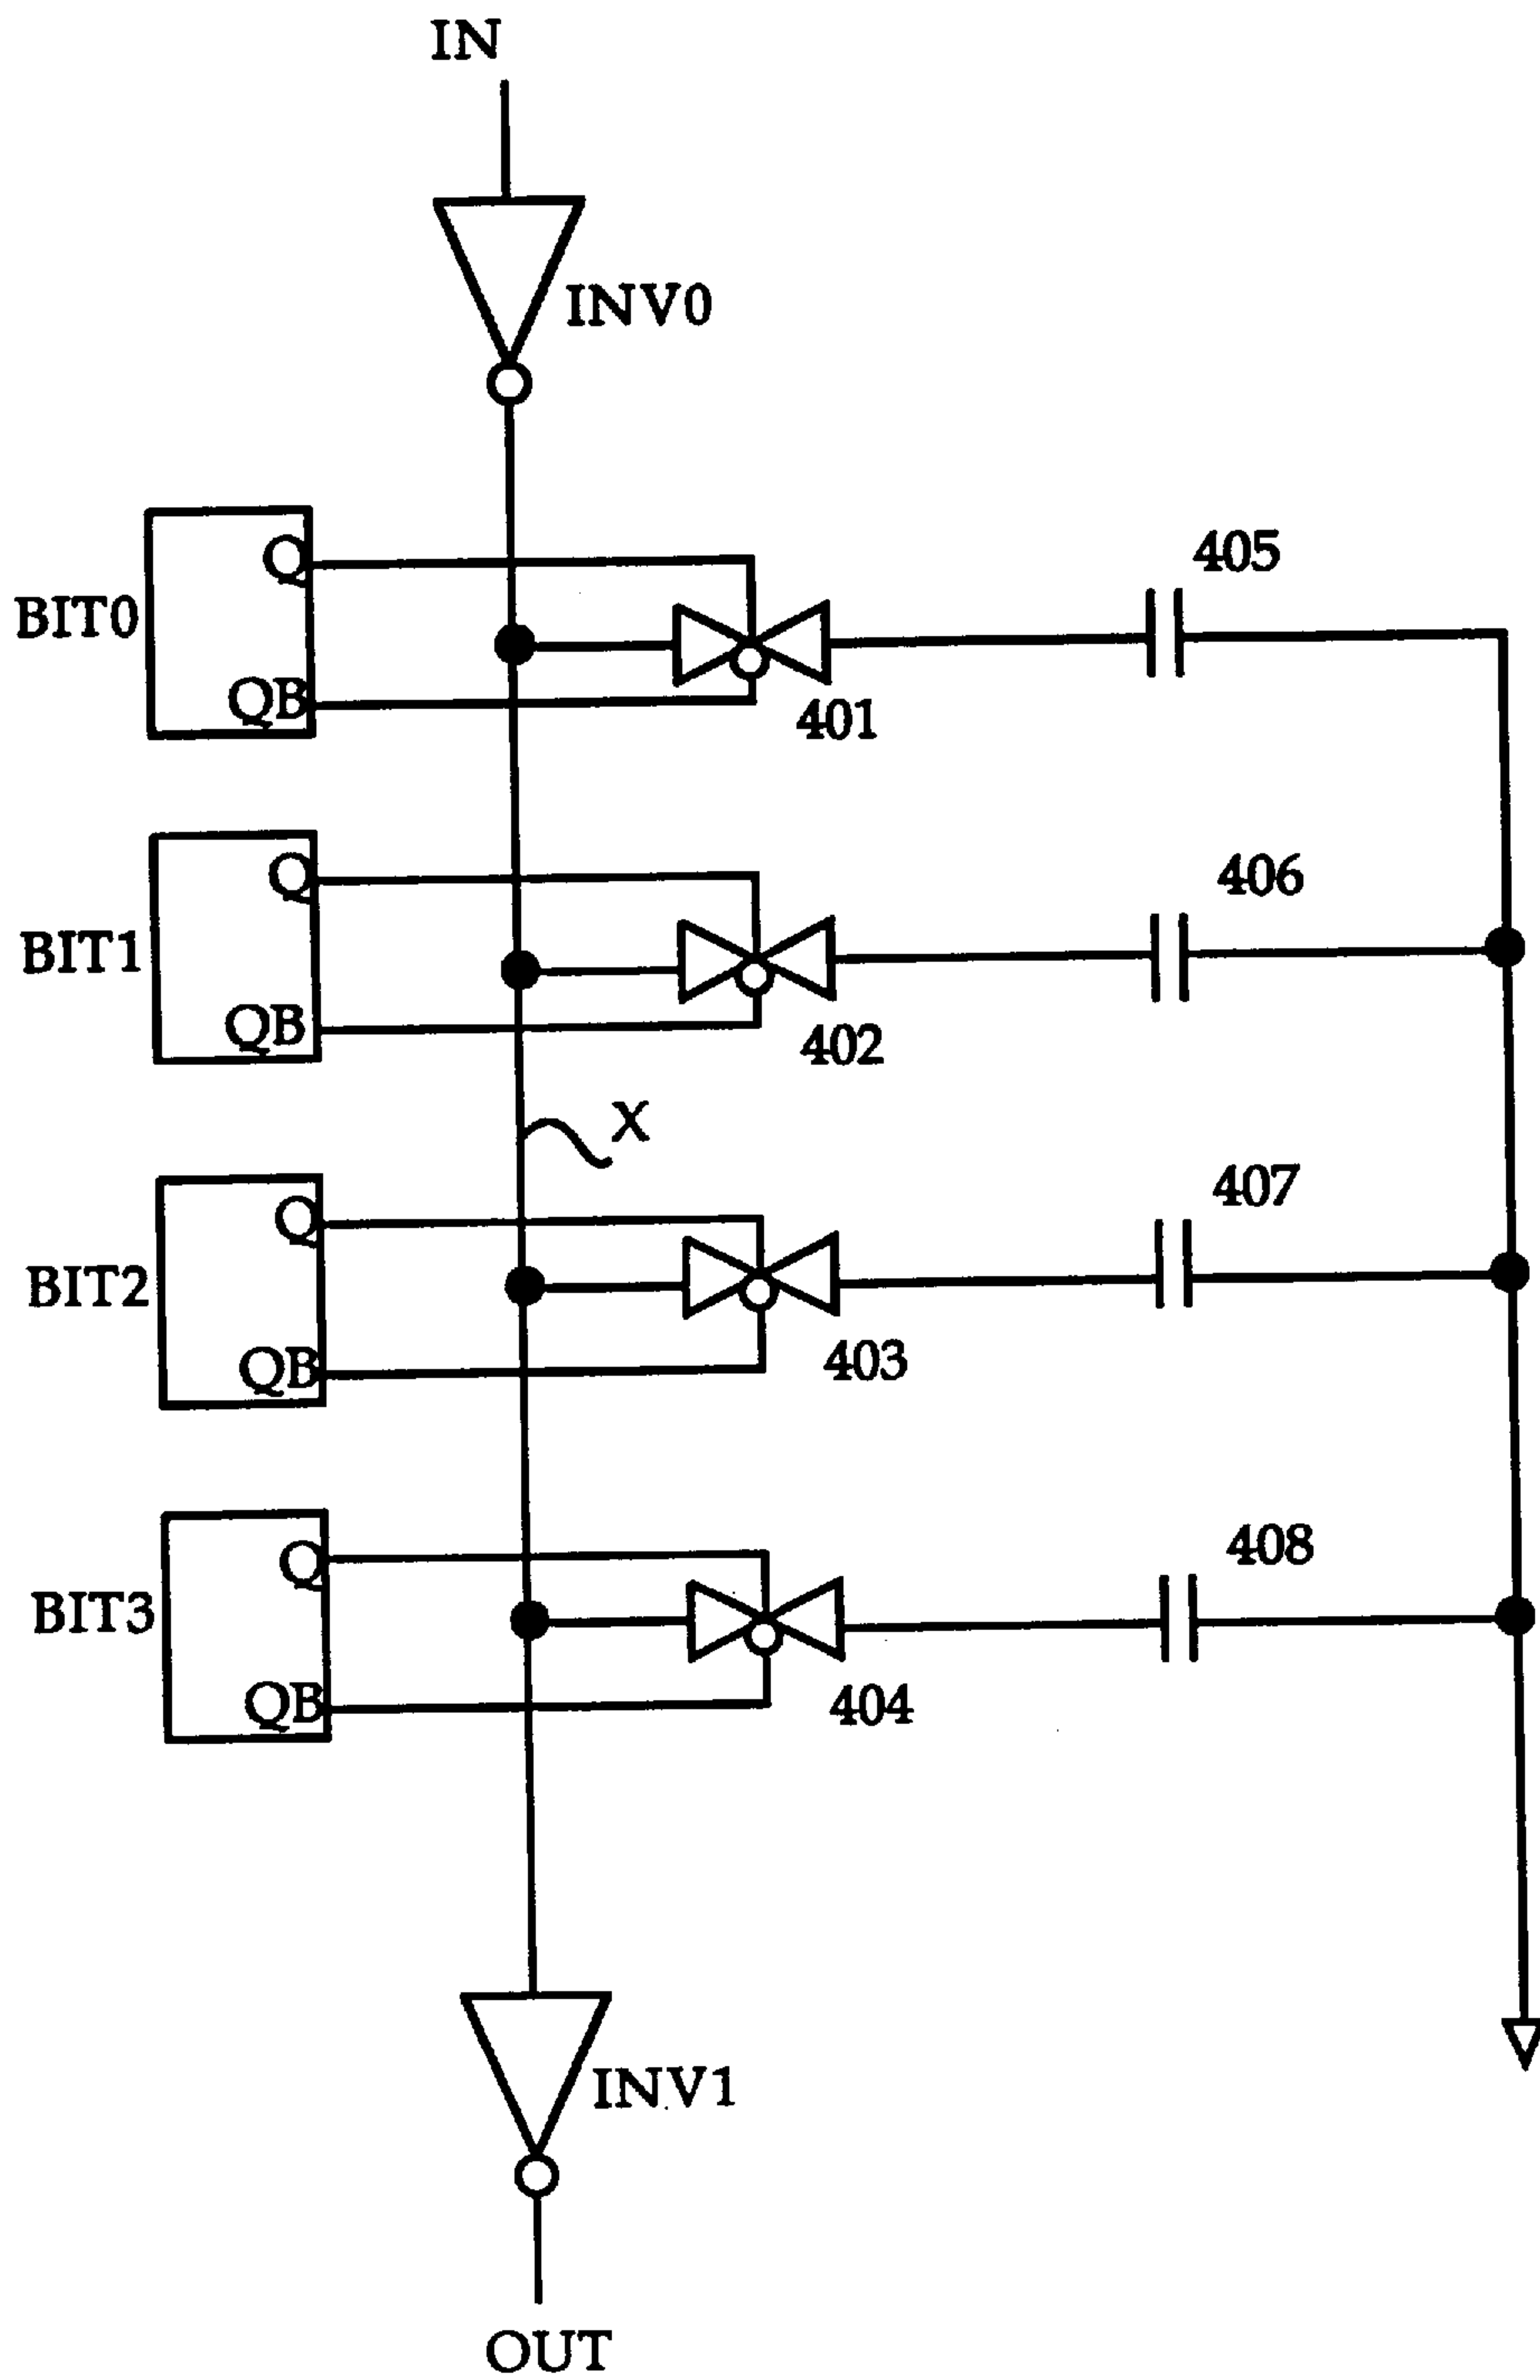 IN
INV0
Q
BIT0
QB
401
405
Q
BIT1
QB
402
406
X
Q
BIT2
QB
403
407
Q
BIT3
QB
404
408
INV1
OUT